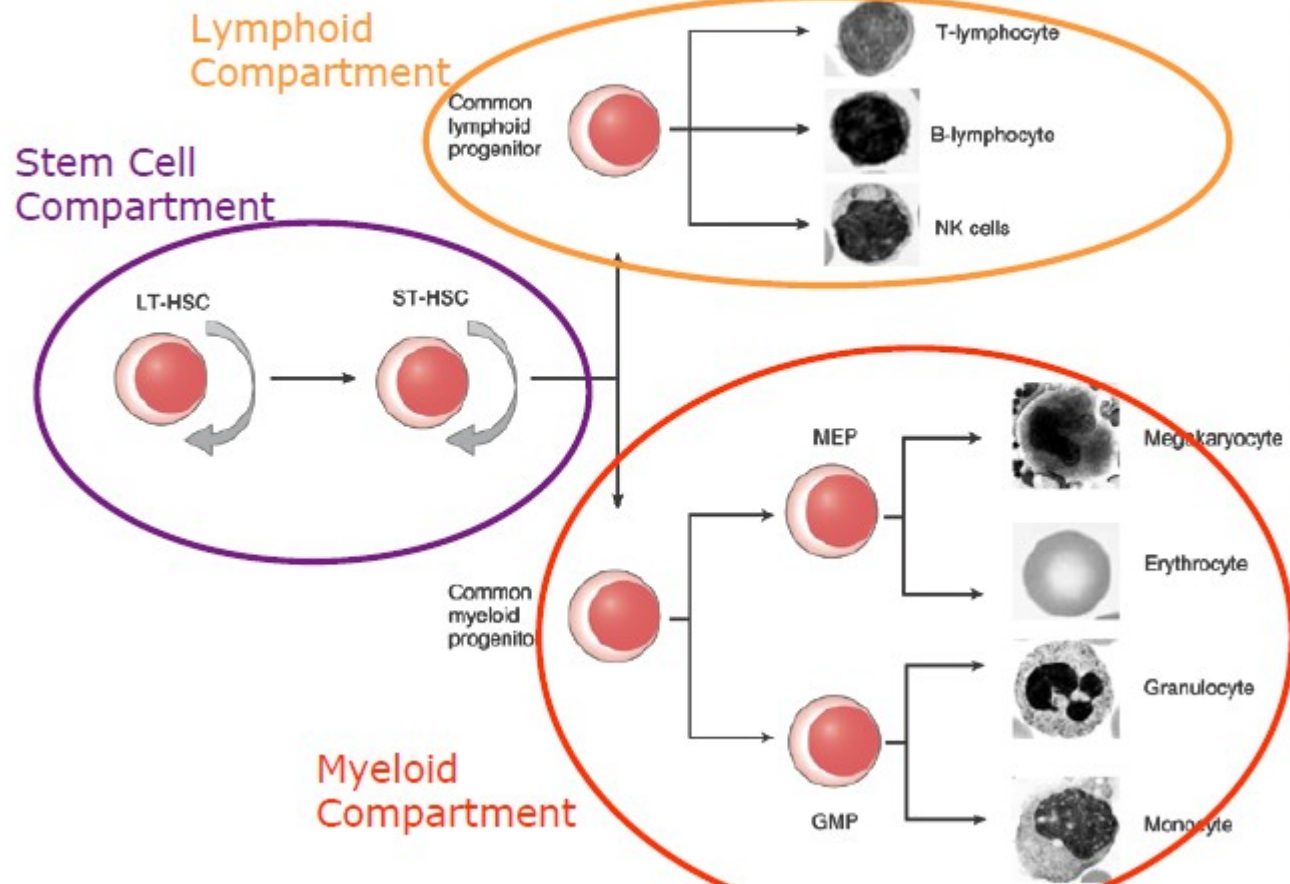 Lymphoid
Compartment
T-lymphocyte
Common
lymphoid
progenitor
B-lymphocyte
NK cells
Stem Cell
Compartment
LT-HSC
ST-HSC
MEP
Megakaryocyte
Erythrocyte
Common
myeloid
progenitor
Granulocyte
Myeloid
Compartment
GMP
Monocyte